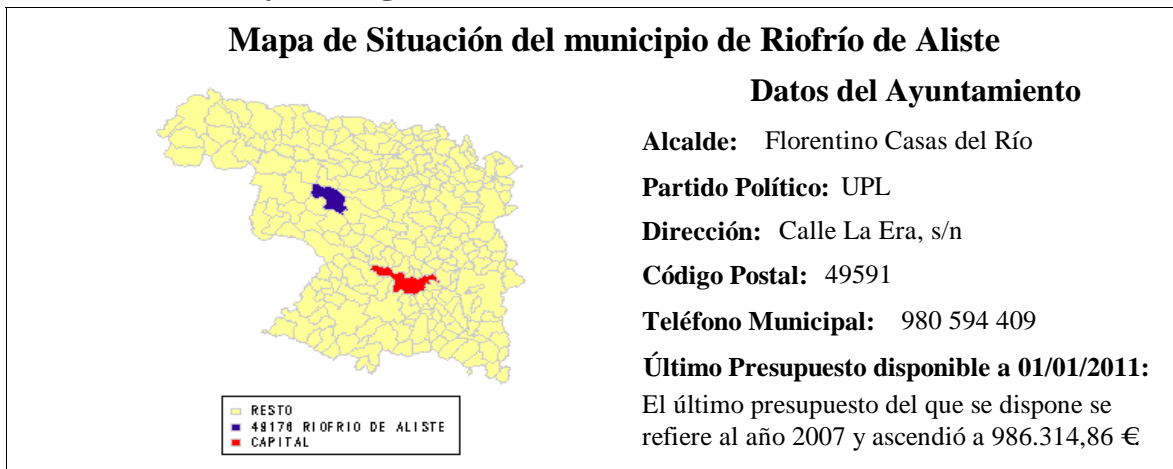 Mapa de Situación del municipio de Riofrío de Aliste
Datos del Ayuntamiento
Alcalde: Florentino Casas del Río
Partido Político: UPL
Dirección: Calle La Era, s/n
Código Postal: 49591
Teléfono Municipal: 980 594 409
Último Presupuesto disponible a 01/01/2011:
El último presupuesto del que se dispone se
refiere al año 2007 y ascendió a 986.314,86 €
RESTO
49176 RIOFRIO DE ALISTE
CAPITAL